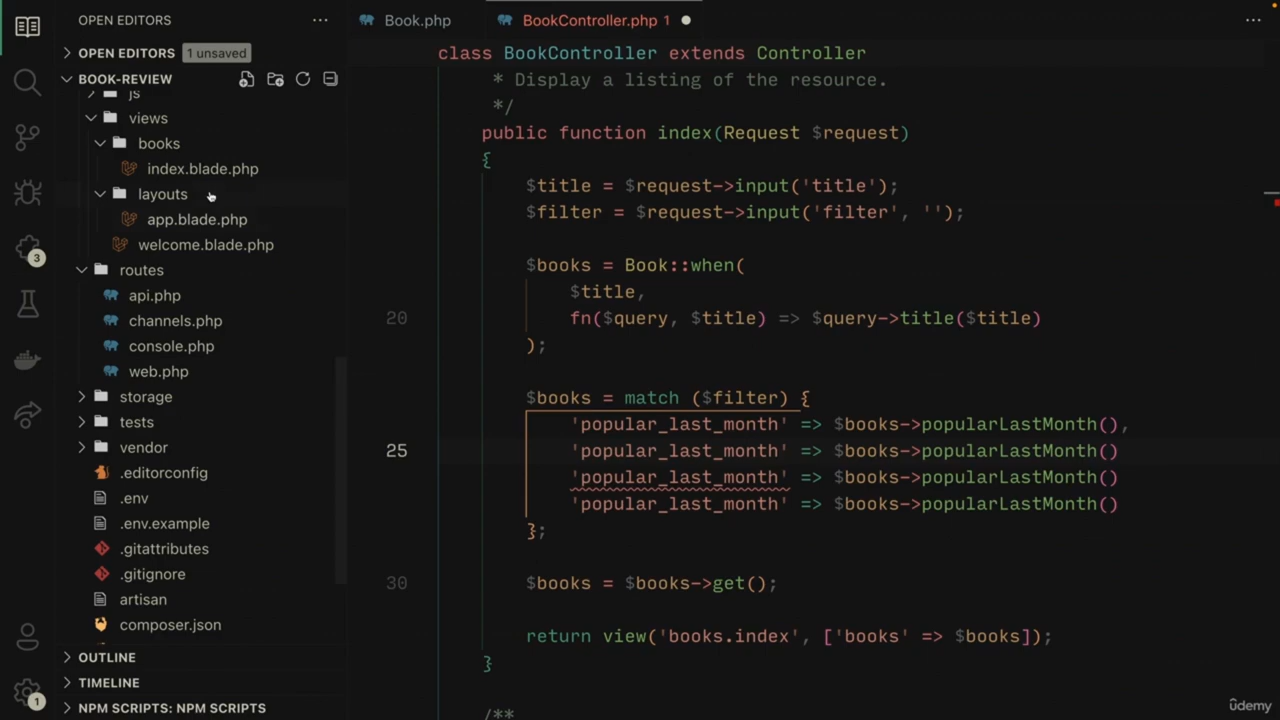 OPEN EDITORS
OPEN EDITORS 1 unsaved
BOOK-REVIEW
js
views
books
index.blade.php
layouts
app.blade.php
welcome.blade.php
routes
api.php
channels.php
console.php
web.php
storage
tests
vendor
.editorconfig
.env
.env.example
.gitattributes
.gitignore
artisan
composer.json
OUTLINE
TIMELINE
NPM SCRIPTS: NPM SCRIPTS
3
1
Book.php
BookController.php 1
class BookController extends Controller
* Display a listing of the resource.
*/
public function index(Request $request)
{
$title = $request->input('title');
$filter = $request->input('filter', '');
$books = Book::when(
$title,
20 fn($query, $title) => $query->title($title)
);
$books = match ($filter) {
'popular_last_month' => $books->popularLastMonth(),
25 'popular_last_month' => $books->popularLastMonth()
'popular_last_month' => $books->popularLastMonth()
'popular_last_month' => $books->popularLastMonth()
};
30 $books = $books->get();
return view('books.index', ['books' => $books]);
}
/**
ûdemy